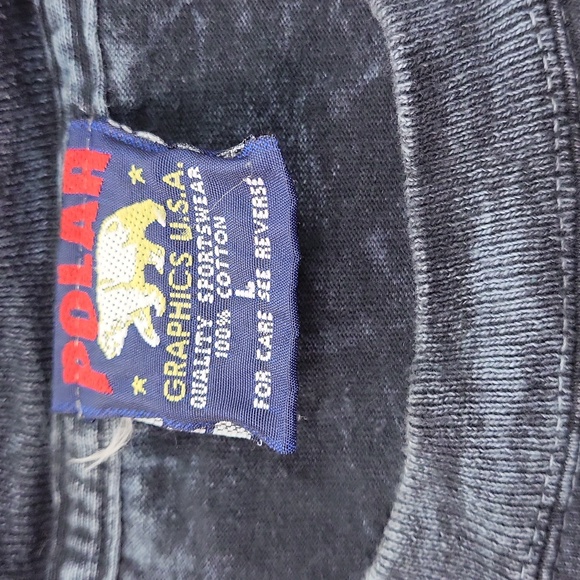 POLAR
GRAPHICS U.S.A.
QUALITY SPORTSWEAR
100% COTTON
L
FOR CARE SEE REVERSE